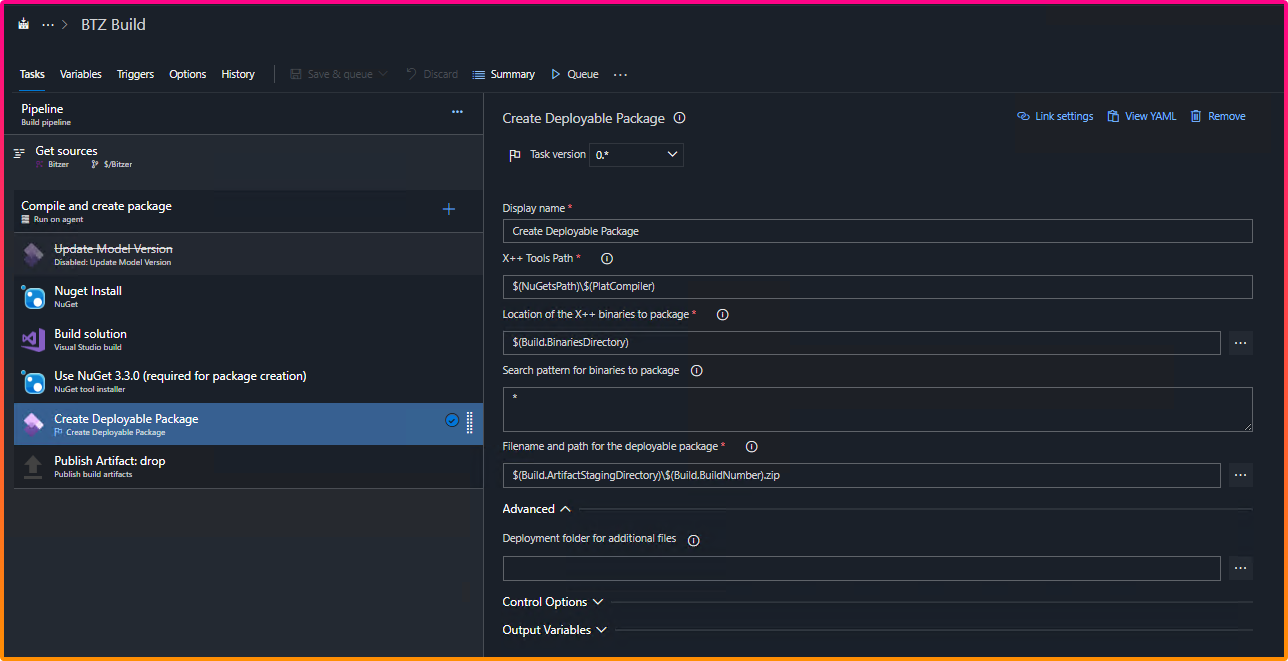 BTZ Build
Tasks Variables Triggers Options History Save & queue Discard Summary Queue
Pipeline
Build pipeline
Get sources
Bitzer $/Bitzer
Compile and create package
Run on agent
Update Model Version
Disabled: Update Model Version
Nuget Install
NuGet
Build solution
Visual Studio build
Use NuGet 3.3.0 (required for package creation)
NuGet tool installer
Create Deployable Package
Create Deployable Package
Publish Artifact: drop
Publish build artifacts
Create Deployable Package
Link settings View YAML Remove
Task version 0.*
Display name *
Create Deployable Package
X++ Tools Path *
$(NuGetsPath)\$(PlatCompiler)
Location of the X++ binaries to package *
$(Build.BinariesDirectory)
Search pattern for binaries to package
*
Filename and path for the deployable package *
$(Build.ArtifactStagingDirectory)\$(Build.BuildNumber).zip
Advanced
Deployment folder for additional files
Control Options
Output Variables